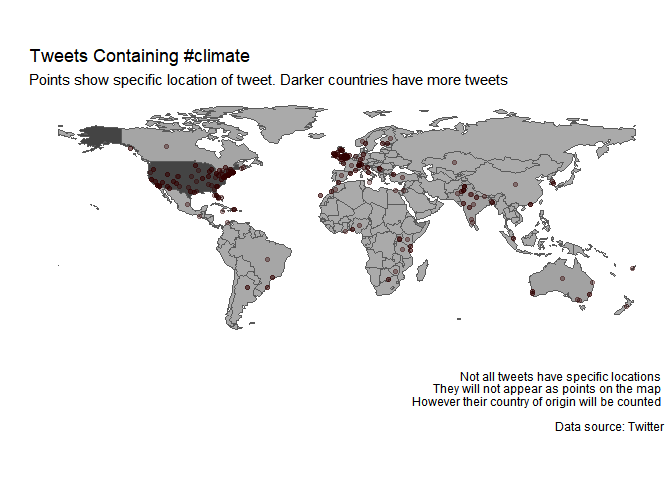 Tweets Containing #climate
Points show specific location of tweet. Darker countries have more tweets
Not all tweets have specific locations
They will not appear as points on the map
However their country of origin will be counted
Data source: Twitter